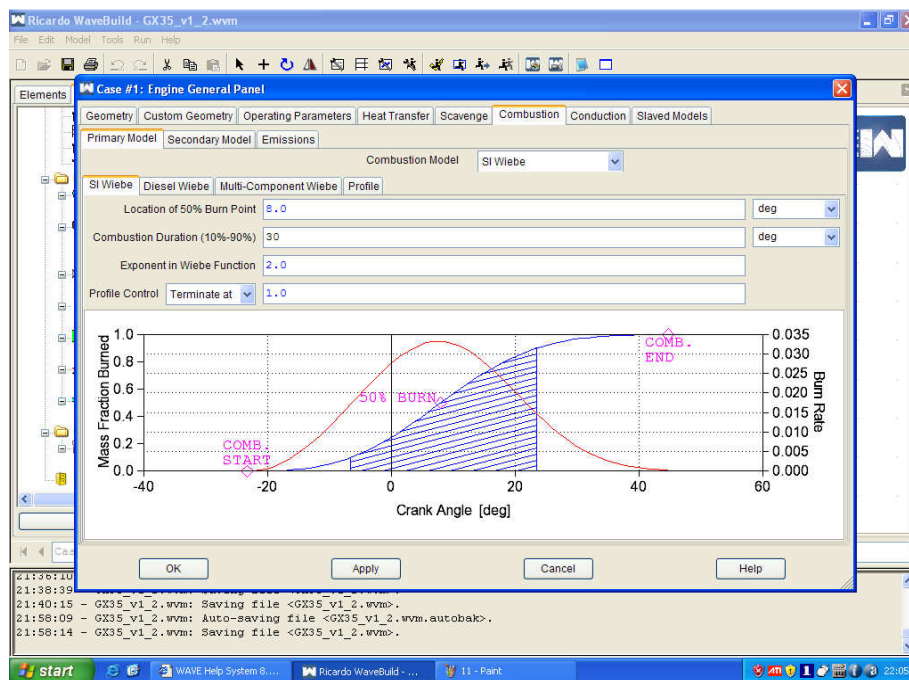 Ricardo WaveBuild - GX35_v1_2.wvm
File Edit Model Tools Run Help
Elements
Case #1: Engine General Panel
Geometry Custom Geometry Operating Parameters Heat Transfer Scavenge Combustion Conduction Slaved Models
Primary Model Secondary Model Emissions
Combustion Model SI Wiebe
SI Wiebe Diesel Wiebe Multi-Component Wiebe Profile
Location of 50% Burn Point 8.0 deg
Combustion Duration (10%-90%) 30 deg
Exponent in Wiebe Function 2.0
Profile Control Terminate at 1.0
Mass Fraction Burned
1.0
0.8
0.6
0.4
0.2
0.0
COMB.
START
50% BURN
COMB.
END
0.035
0.030
0.025
0.020
0.015
0.010
0.005
0.000
Burn Rate
-40 -20 0 20 40 60
Crank Angle [deg]
OK Apply Cancel Help
Cas
21:38:39
21:40:15 - GX35_v1_2.wvm: Saving file <GX35_v1_2.wvm>.
21:58:09 - GX35_v1_2.wvm: Auto-saving file <GX35_v1_2.wvm.autobak>.
21:58:14 - GX35_v1_2.wvm: Saving file <GX35_v1_2.wvm>.
start WAVE Help System 8.... Ricardo WaveBuild - ... 11 - Paint 22:05